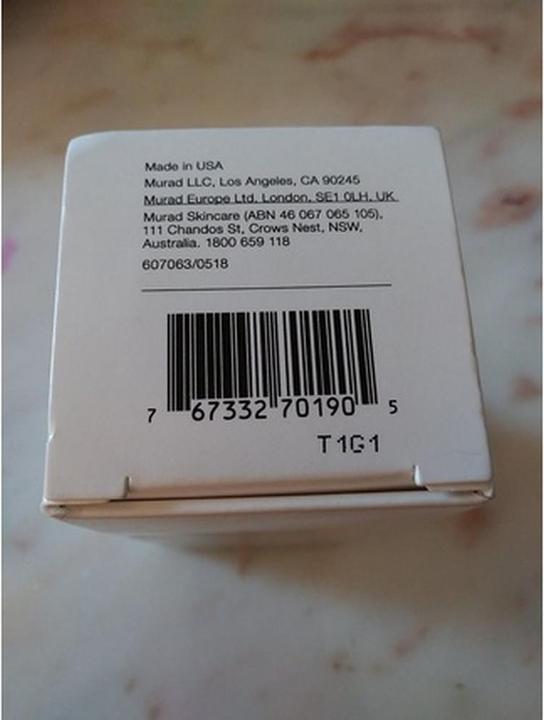 Made in USA
Murad LLC, Los Angeles, CA 90245
Murad Europe Ltd, London, SE1 0LH, UK
Murad Skincare (ABN 46 067 065 105),
111 Chandos St, Crows Nest, NSW,
Australia. 1800 659 118
607063/0518
7 67332 70190 5
T1G1